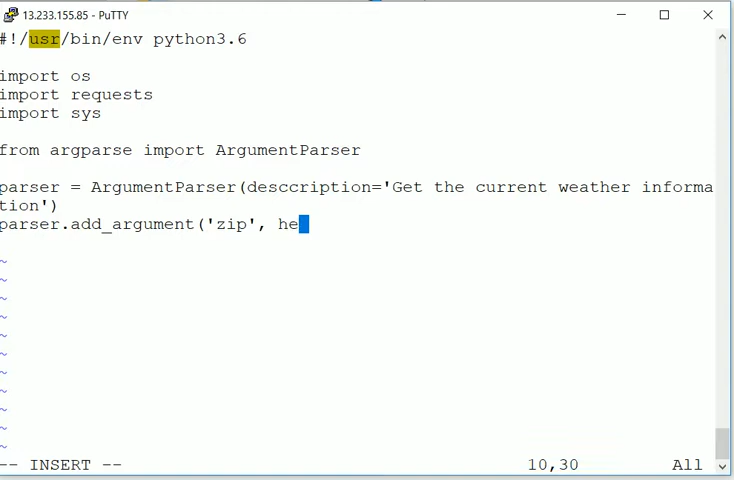 13.233.155.85 - PuTTY
#!/usr/bin/env python3.6
import os
import requests
import sys
from argparse import ArgumentParser
parser = ArgumentParser(desccription='Get the current weather informa
tion')
parser.add_argument('zip', he
~
~
~
~
~
~
~
~
~
~
~
-- INSERT -- 10,30 All